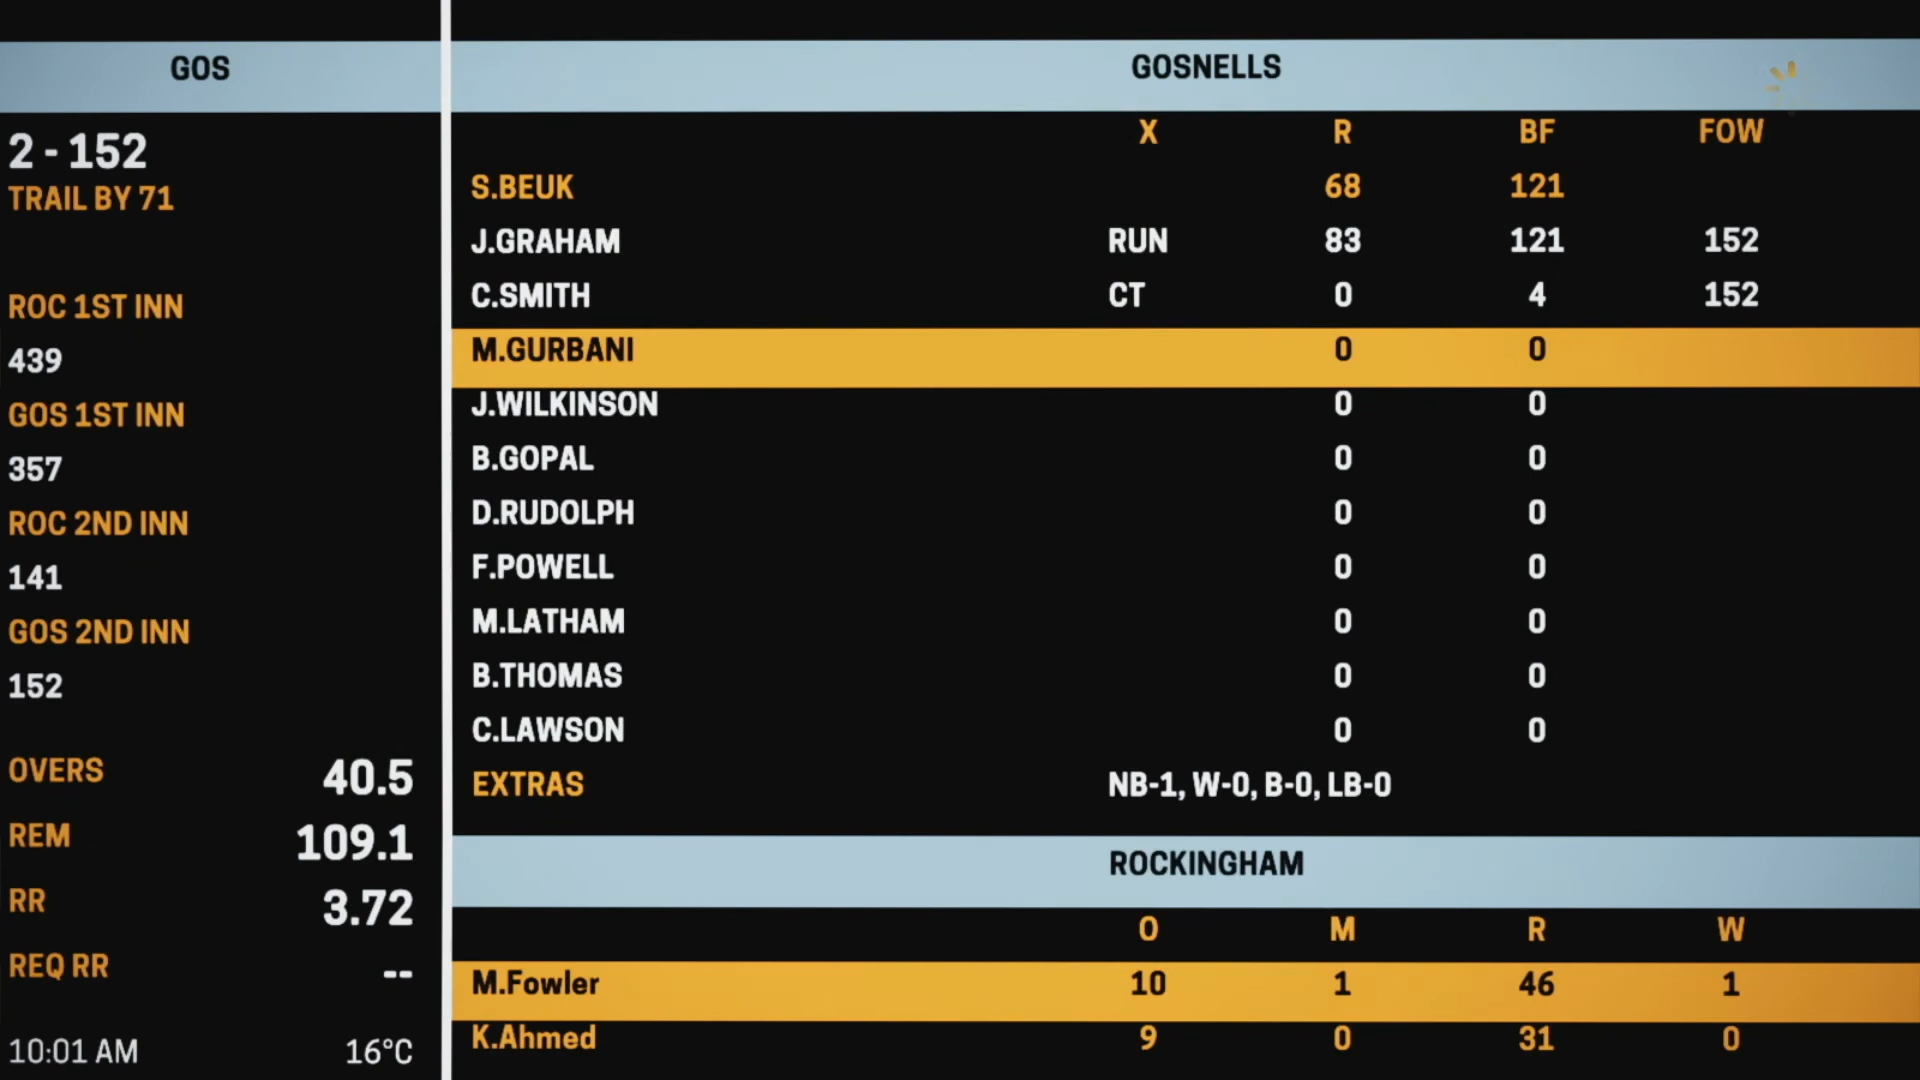 GOS
2 - 152
TRAIL BY 71
ROC 1ST INN
439
GOS 1ST INN
357
ROC 2ND INN
141
GOS 2ND INN
152
OVERS 40.5
REM 109.1
RR 3.72
REQ RR --
10:01 AM 16°C
GOSNELLS
X R BF FOW
S.BEUK 68 121
J.GRAHAM RUN 83 121 152
C.SMITH CT 0 4 152
M.GURBANI 0 0
J.WILKINSON 0 0
B.GOPAL 0 0
D.RUDOLPH 0 0
F.POWELL 0 0
M.LATHAM 0 0
B.THOMAS 0 0
C.LAWSON 0 0
EXTRAS NB-1, W-0, B-0, LB-0
ROCKINGHAM
O M R W
M.Fowler 10 1 46 1
K.Ahmed 9 0 31 0